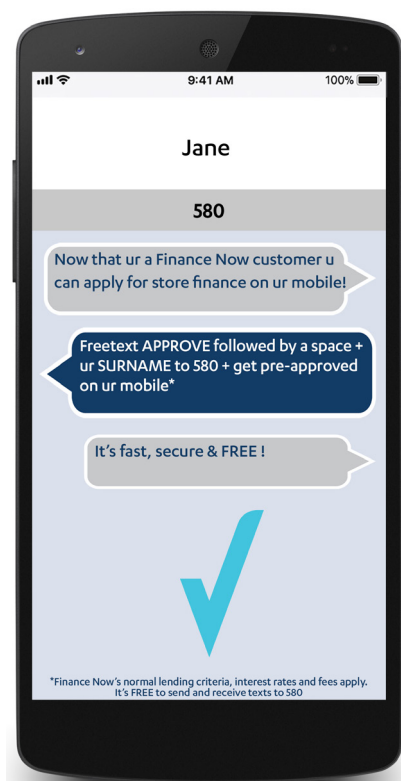 9:41 AM
100%
Jane
580
Now that ur a Finance Now customer u
can apply for store finance on ur mobile!
Freetext APPROVE followed by a space +
ur SURNAME to 580 + get pre-approved
on ur mobile*
It's fast, secure & FREE !
*Finance Now's normal lending criteria, interest rates and fees apply.
It's FREE to send and receive texts to 580